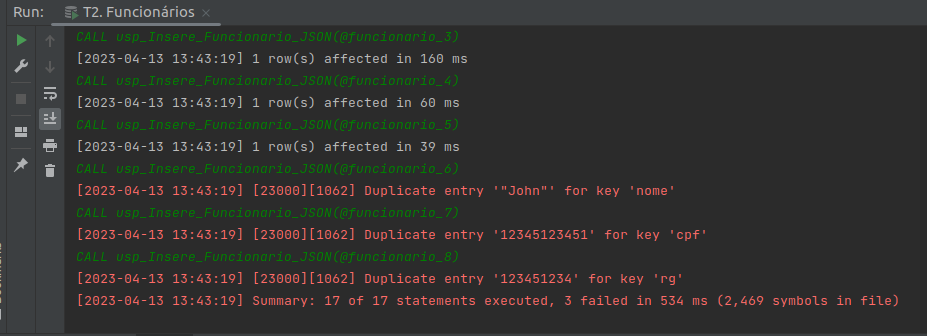 Run: T2. Funcionários
CALL usp_Insere_Funcionario_JSON(@funcionario_3)
[2023-04-13 13:43:19] 1 row(s) affected in 160 ms
CALL usp_Insere_Funcionario_JSON(@funcionario_4)
[2023-04-13 13:43:19] 1 row(s) affected in 60 ms
CALL usp_Insere_Funcionario_JSON(@funcionario_5)
[2023-04-13 13:43:19] 1 row(s) affected in 39 ms
CALL usp_Insere_Funcionario_JSON(@funcionario_6)
[2023-04-13 13:43:19] [23000][1062] Duplicate entry '"John"' for key 'nome'
CALL usp_Insere_Funcionario_JSON(@funcionario_7)
[2023-04-13 13:43:19] [23000][1062] Duplicate entry '12345123451' for key 'cpf'
CALL usp_Insere_Funcionario_JSON(@funcionario_8)
[2023-04-13 13:43:19] [23000][1062] Duplicate entry '123451234' for key 'rg'
[2023-04-13 13:43:19] Summary: 17 of 17 statements executed, 3 failed in 534 ms (2,469 symbols in file)